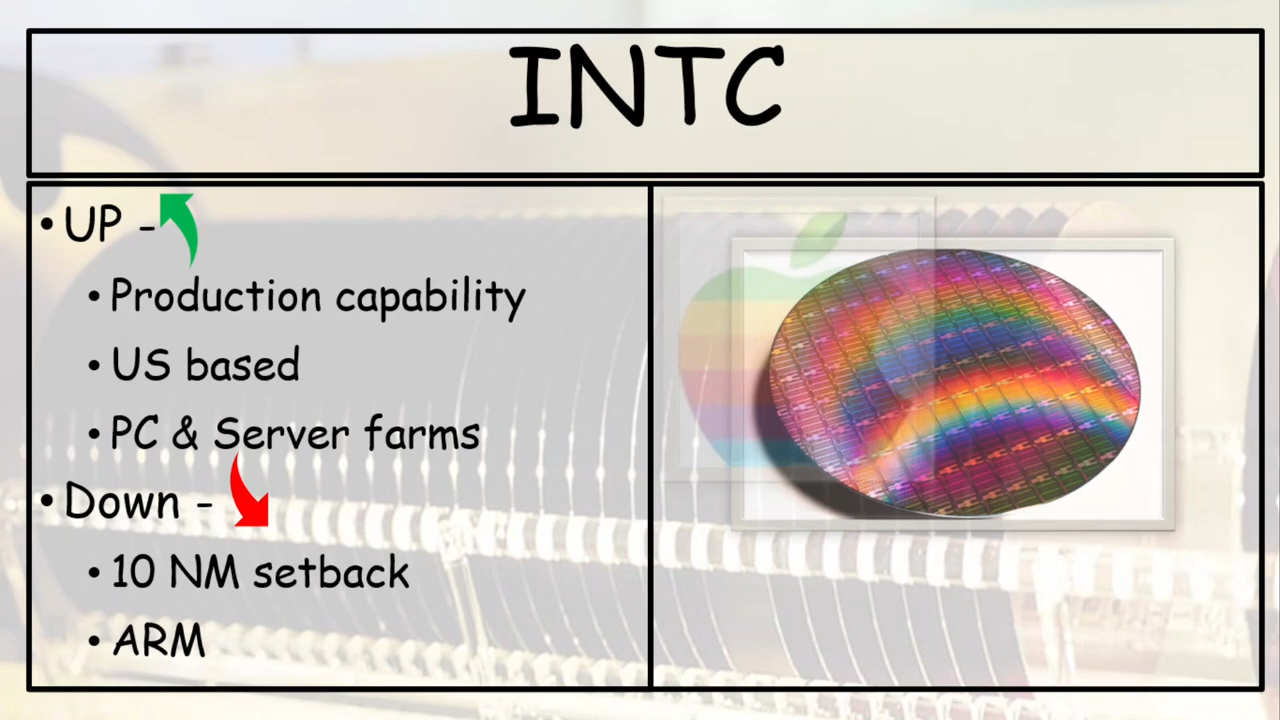 INTC
• UP -
• Production capability
• US based
• PC & Server farms
• Down -
• 10 NM setback
• ARM